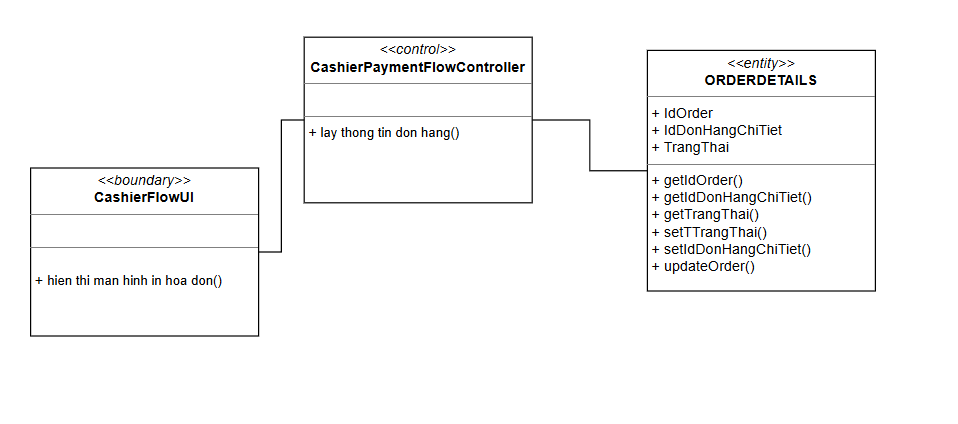 <<control>>
CashierPaymentFlowController
+ lay thong tin don hang()
<<entity>>
ORDERDETAILS
+ IdOrder
+ IdDonHangChiTiet
+ TrangThai
+ getIdOrder()
+ getIdDonHangChiTiet()
+ getTrangThai()
+ setTTrangThai()
+ setIdDonHangChiTiet()
+ updateOrder()
<<boundary>>
CashierFlowUI
+ hien thi man hinh in hoa don()